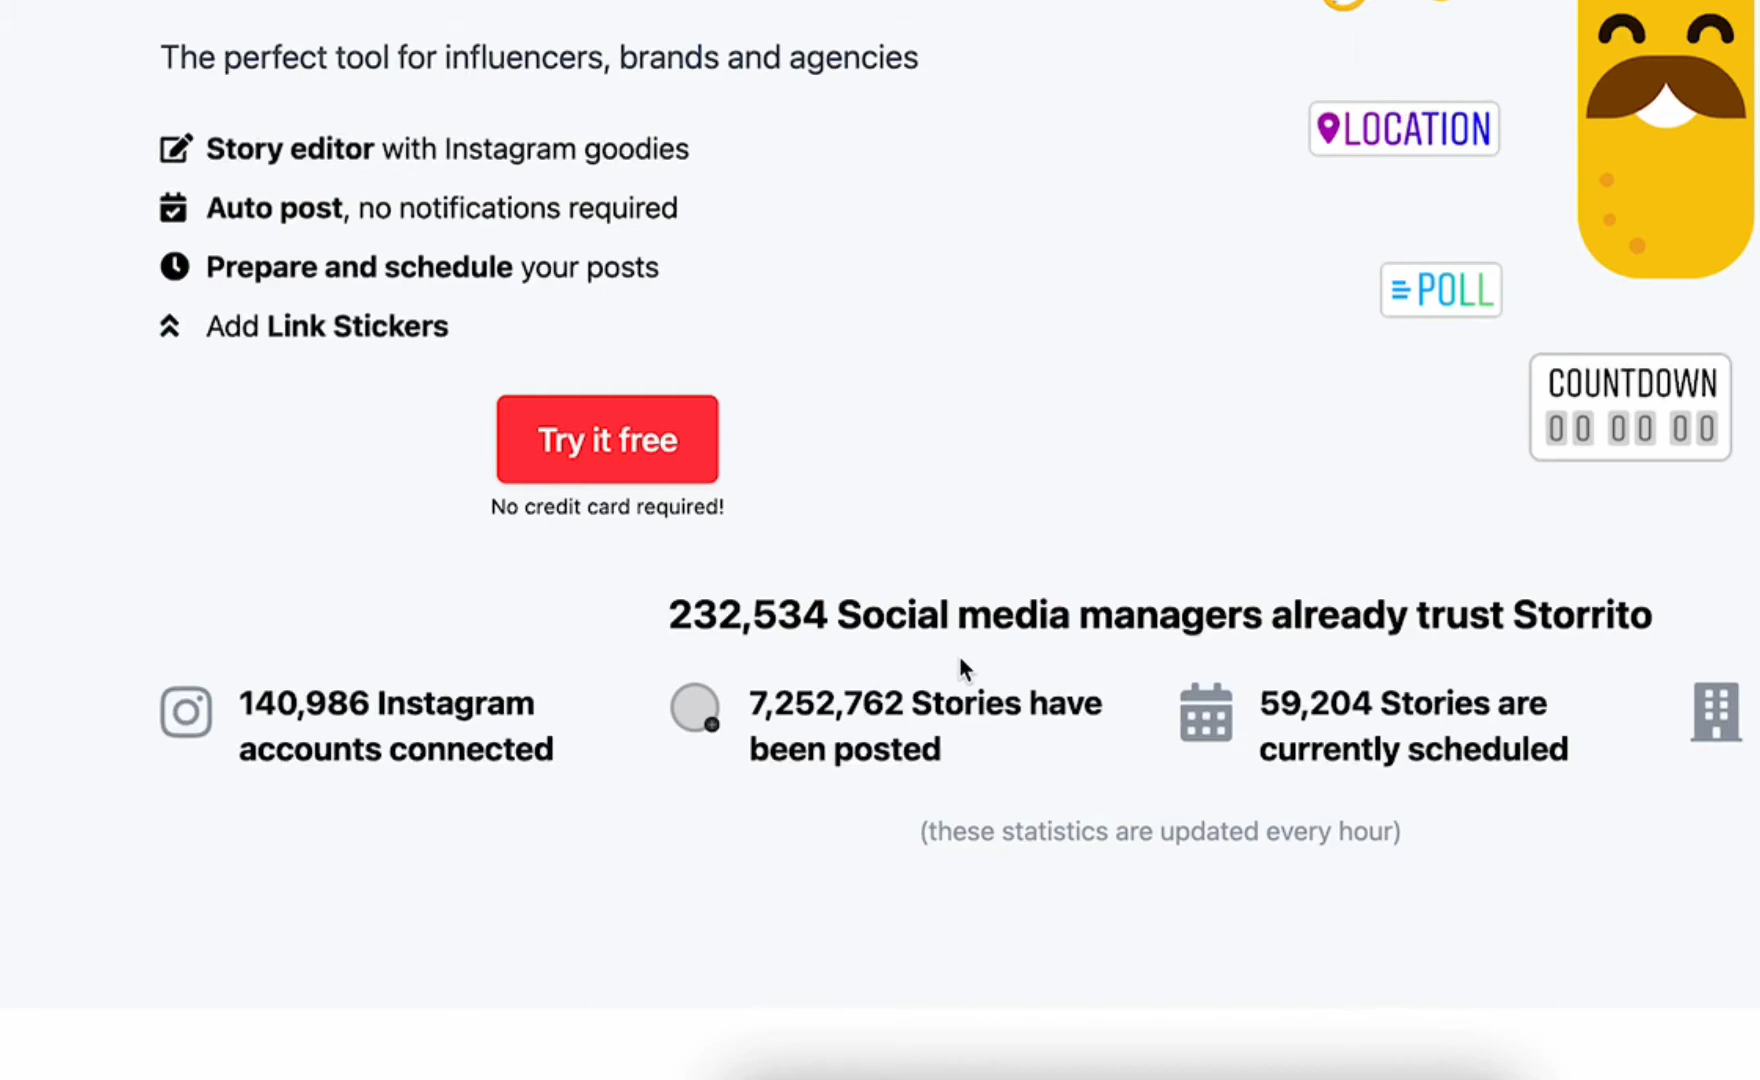 The perfect tool for influencers, brands and agencies
Story editor with Instagram goodies
Auto post, no notifications required
Prepare and schedule your posts
Add Link Stickers
Try it free
No credit card required!
LOCATION
POLL
COUNTDOWN
00 00 00
232,534 Social media managers already trust Storrito
140,986 Instagram
accounts connected
7,252,762 Stories have
been posted
59,204 Stories are
currently scheduled
(these statistics are updated every hour)